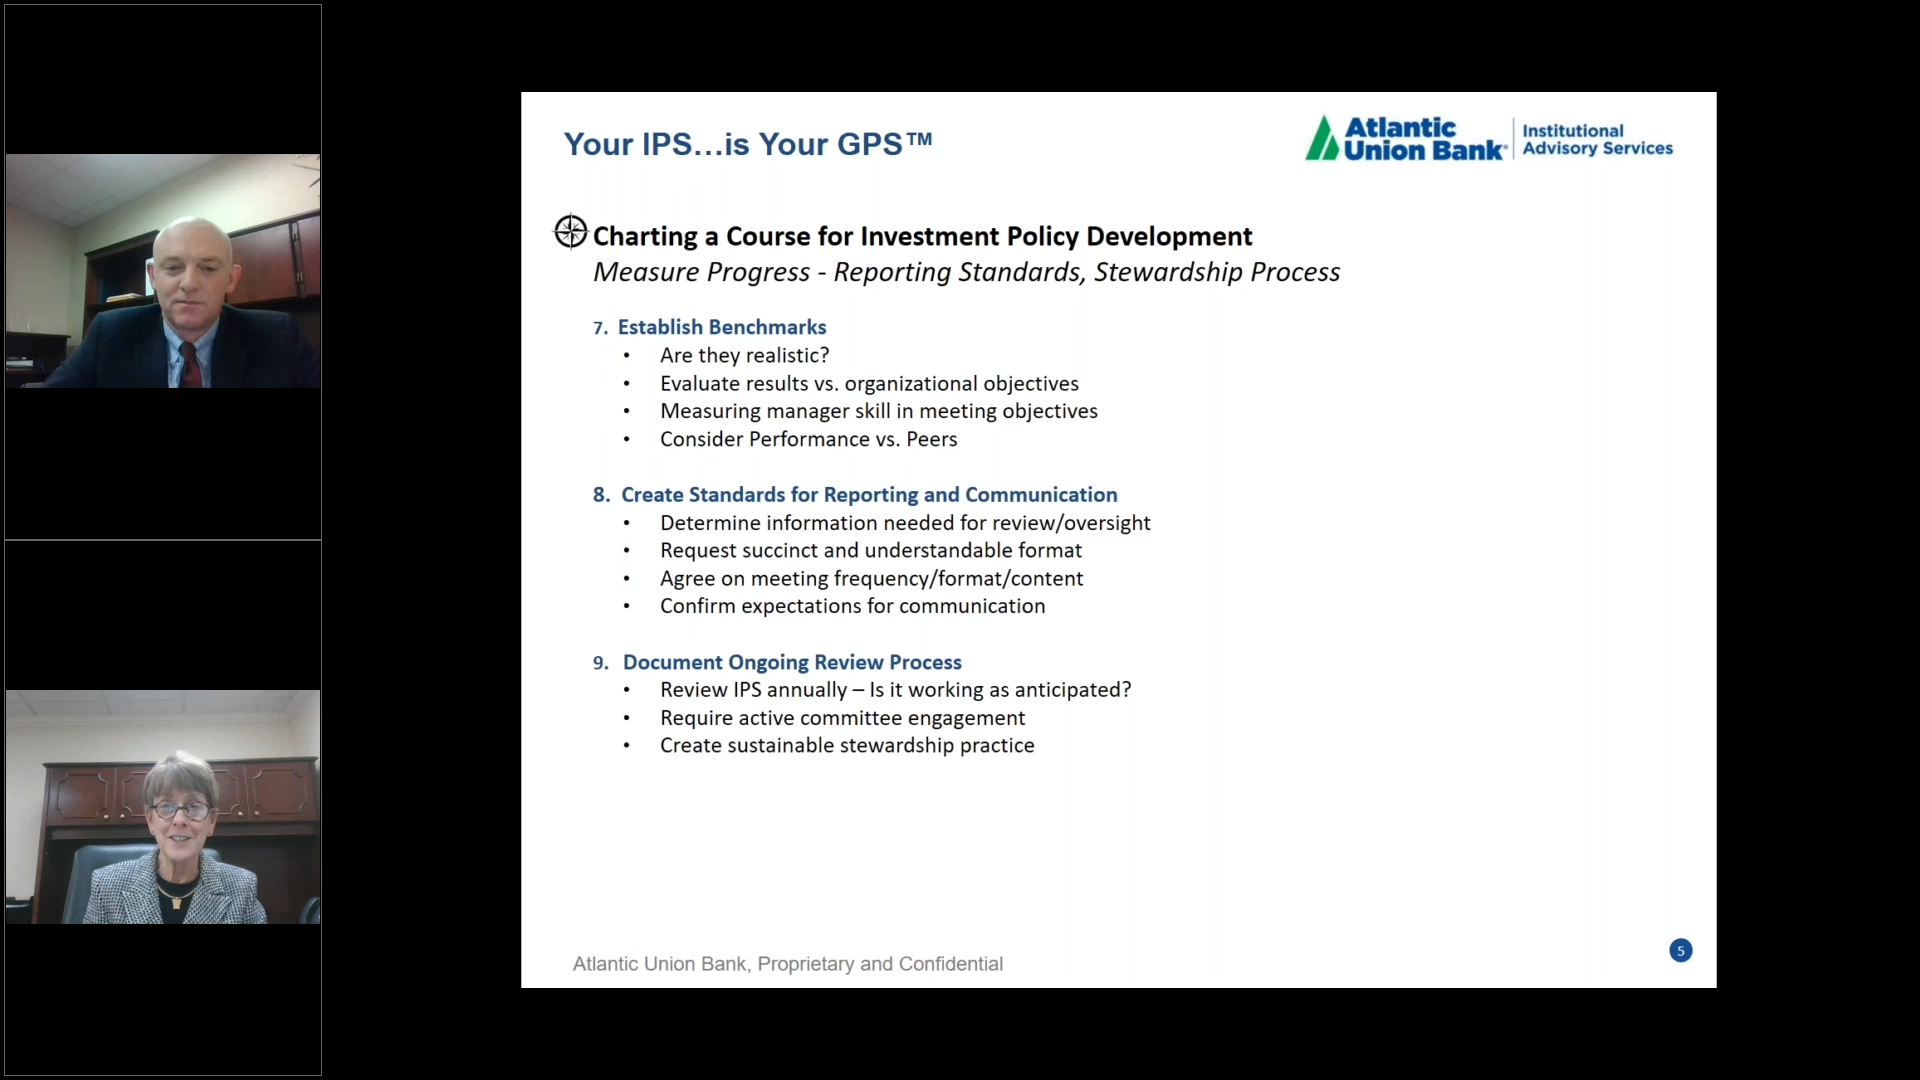 Your IPS…is Your GPS™
Atlantic
Union Bank
Institutional
Advisory Services
Charting a Course for Investment Policy Development
Measure Progress - Reporting Standards, Stewardship Process
7. Establish Benchmarks
• Are they realistic?
• Evaluate results vs. organizational objectives
• Measuring manager skill in meeting objectives
• Consider Performance vs. Peers
8. Create Standards for Reporting and Communication
• Determine information needed for review/oversight
• Request succinct and understandable format
• Agree on meeting frequency/format/content
• Confirm expectations for communication
9. Document Ongoing Review Process
• Review IPS annually – Is it working as anticipated?
• Require active committee engagement
• Create sustainable stewardship practice
Atlantic Union Bank, Proprietary and Confidential
5